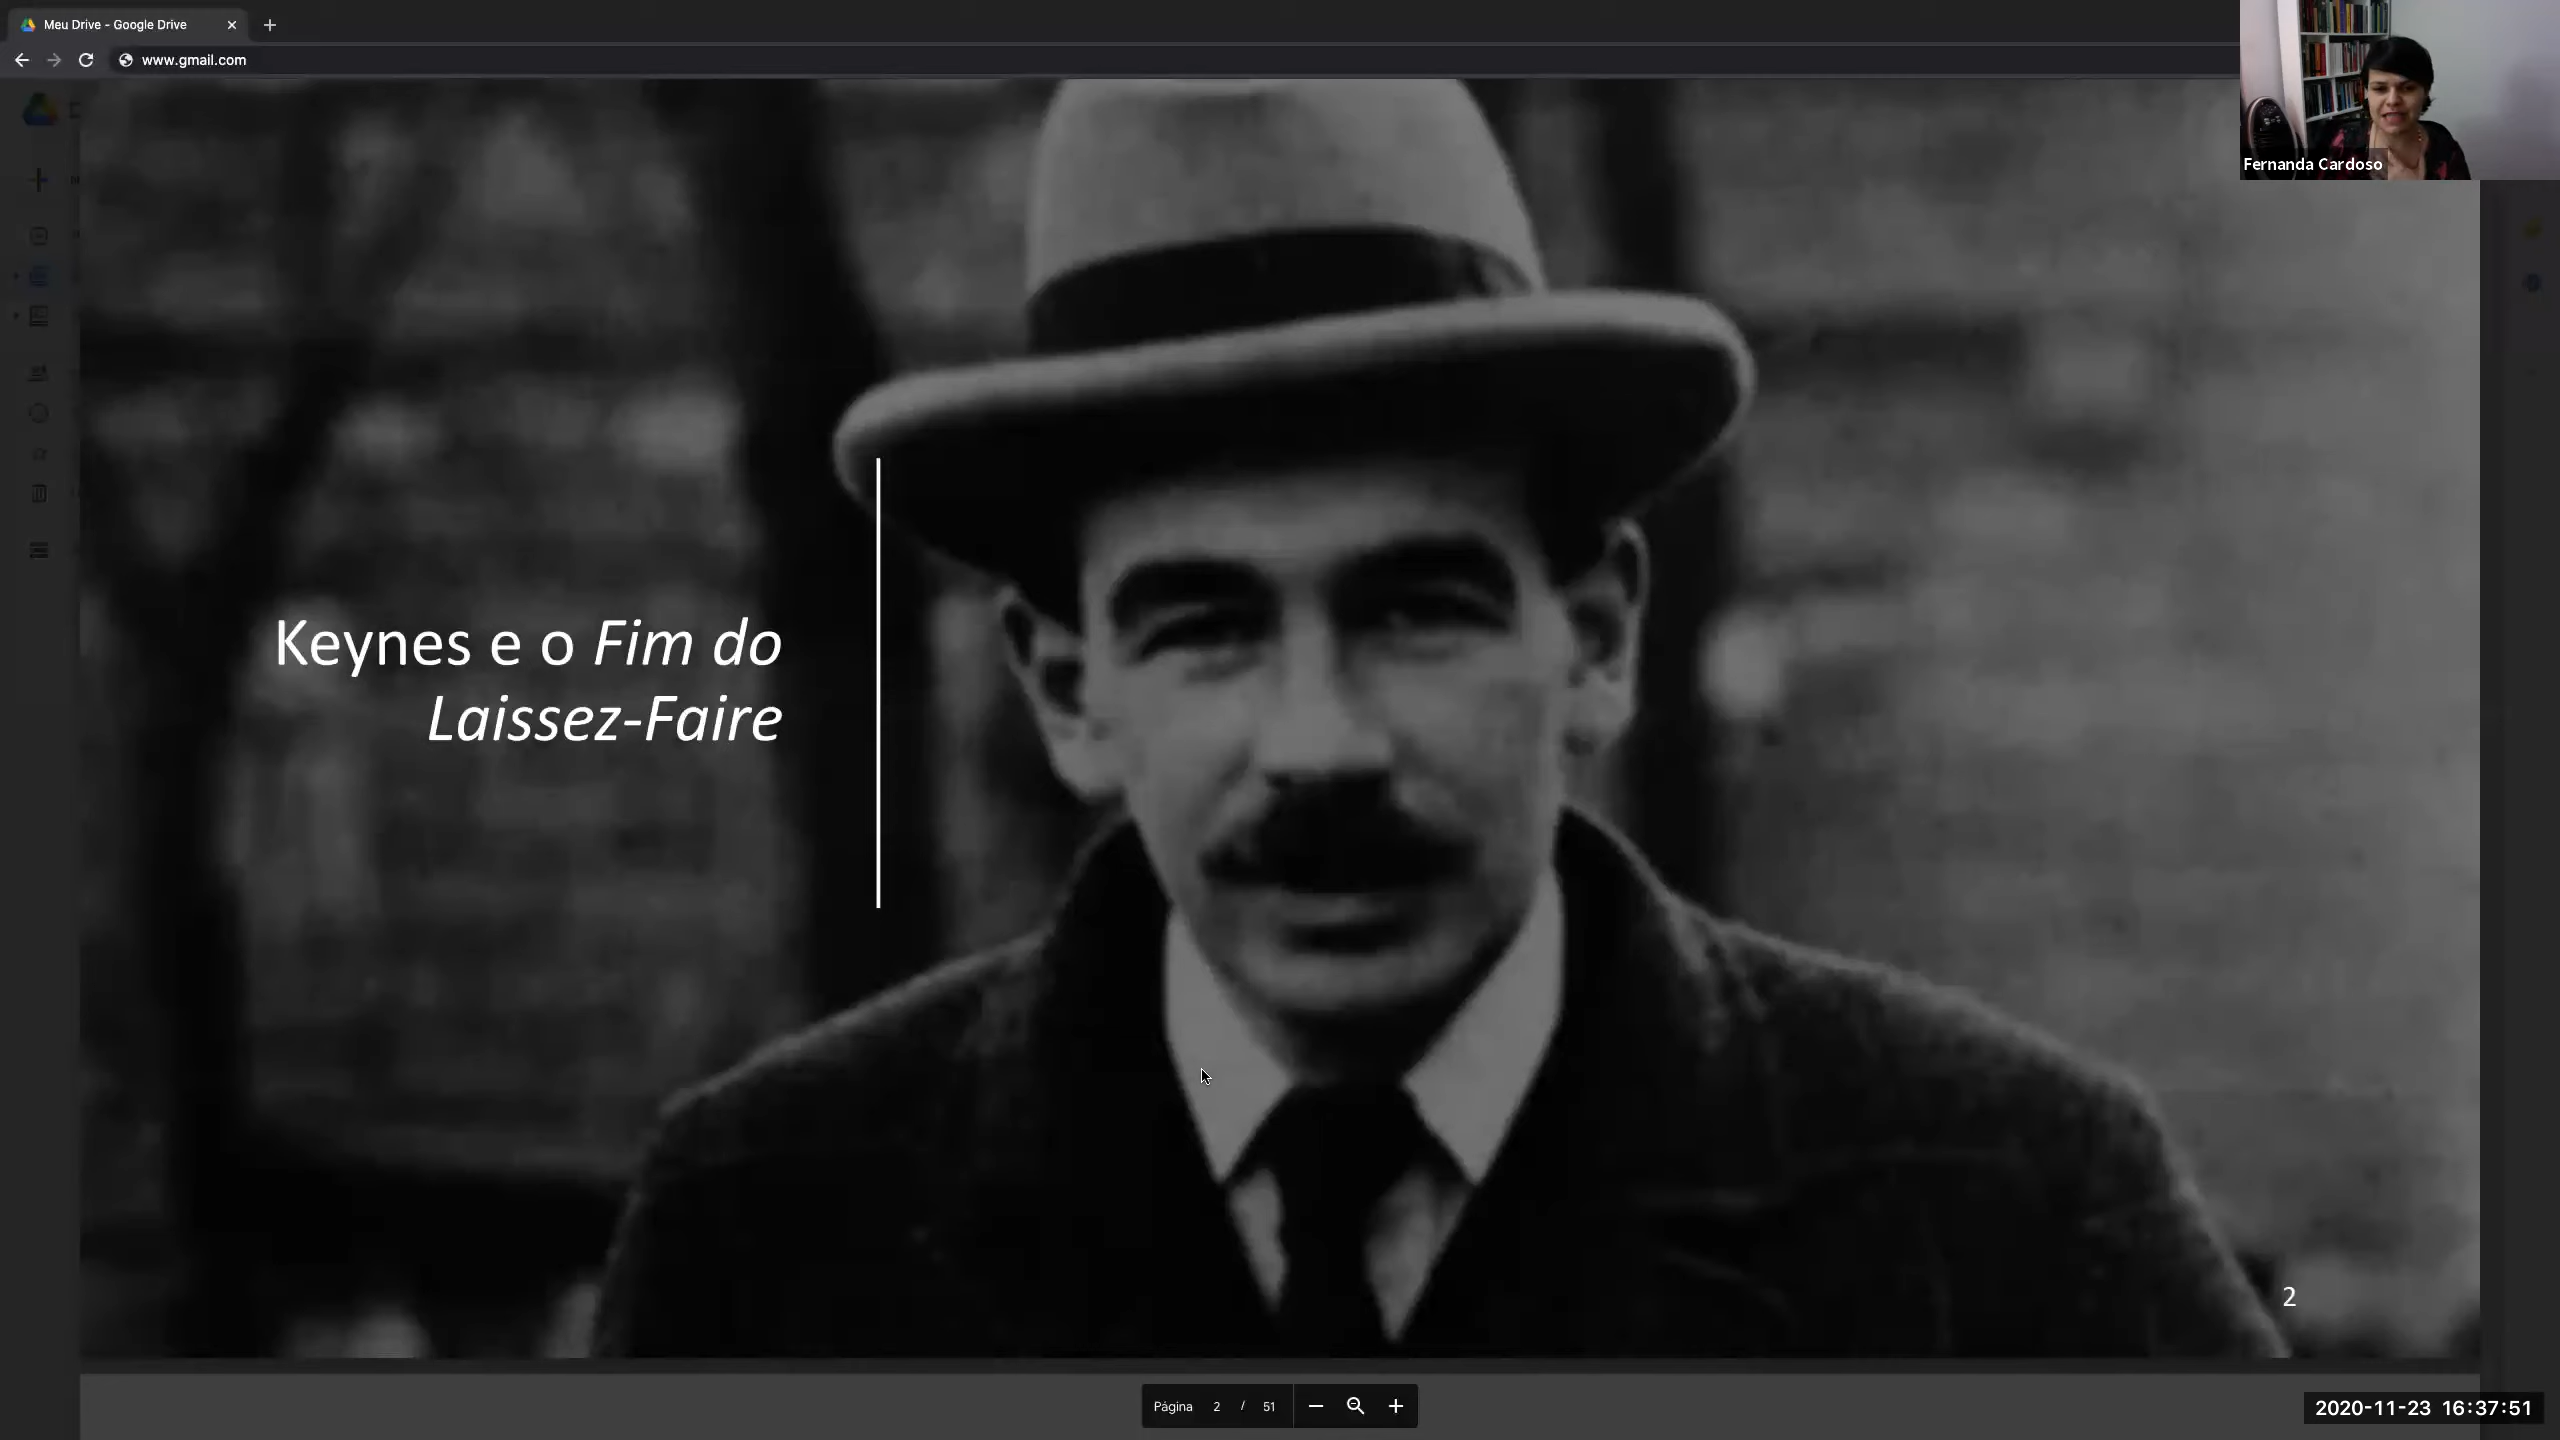 Meu Drive - Google Drive
www.gmail.com
Fernanda Cardoso
Keynes e o Fim do
Laissez-Faire
2
Página 2 / 51
2020-11-23 16:37:51